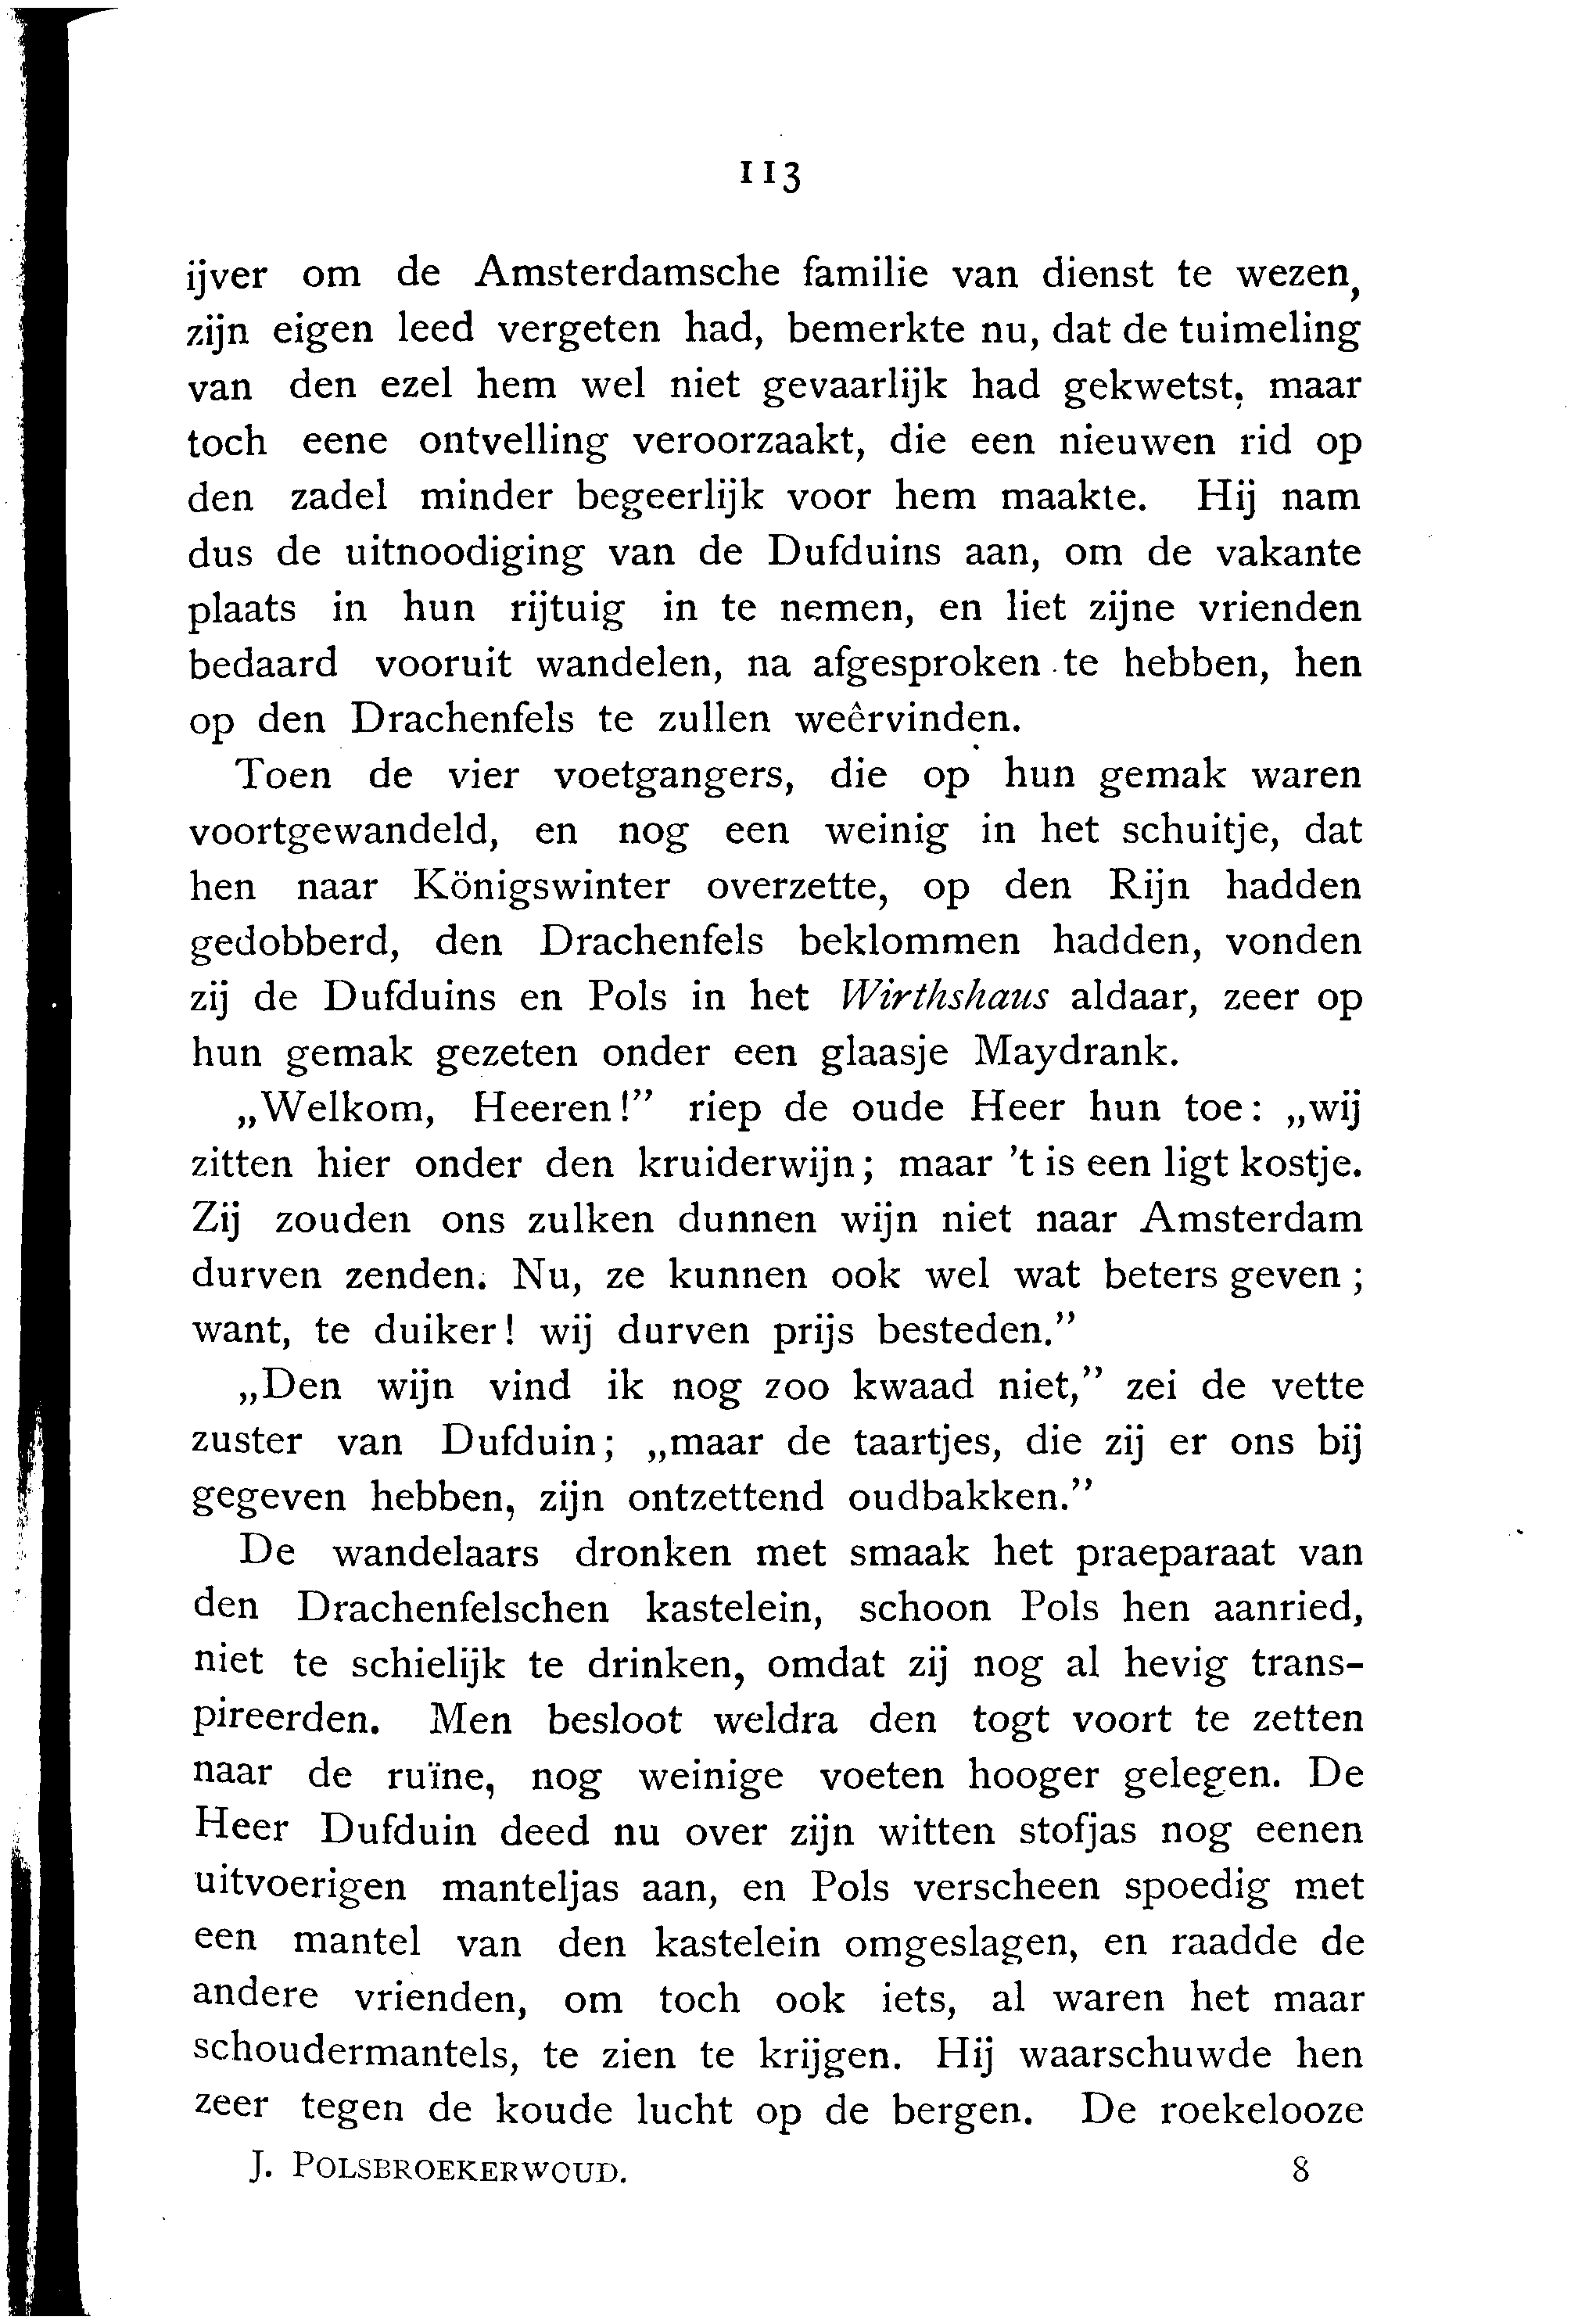 113
ijver om de Amsterdamsche familie van dienst te wezen,
zijn eigen leed vergeten had, bemerkte nu, dat de tuimeling
van den ezel hem wel niet gevaarlijk had gekwetst, maar
toch eene ontvelling veroorzaakt, die een nieuwen rid op
den zadel minder begeerlijk voor hem maakte. Hij nam
dus de uitnoodiging van de Dufduins aan, om de vakante
plaats in hun rijtuig in te nemen, en liet zijne vrienden
bedaard vooruit wandelen, na afgesproken te hebben, hen
op den Drachenfels te zullen weêrvinden.
Toen de vier voetgangers, die op hun gemak waren
voortgewandeld, en nog een weinig in het schuitje, dat
hen naar Königswinter overzette, op den Rijn hadden
gedobberd, den Drachenfels beklommen hadden, vonden
zij de Dufduins en Pols in het Wirthshaus aldaar, zeer op
hun gemak gezeten onder een glaasje Maydrank.
„Welkom, Heeren!” riep de oude Heer hun toe: „wij
zitten hier onder den kruiderwijn; maar ’t is een ligt kostje.
Zij zouden ons zulken dunnen wijn niet naar Amsterdam
durven zenden. Nu, ze kunnen ook wel wat beters geven;
want, te duiker! wij durven prijs besteden.”
„Den wijn vind ik nog zoo kwaad niet,” zei de vette
zuster van Dufduin; „maar de taartjes, die zij er ons bij
gegeven hebben, zijn ontzettend oudbakken.”
De wandelaars dronken met smaak het praeparaat van
den Drachenfelschen kastelein, schoon Pols hen aanried,
niet te schielijk te drinken, omdat zij nog al hevig trans-
pireerden. Men besloot weldra den togt voort te zetten
naar de ruïne, nog weinige voeten hooger gelegen. De
Heer Dufduin deed nu over zijn witten stofjas nog eenen
uitvoerigen manteljas aan, en Pols verscheen spoedig met
een mantel van den kastelein omgeslagen, en raadde de
andere vrienden, om toch ook iets, al waren het maar
schoudermantels, te zien te krijgen. Hij waarschuwde hen
zeer tegen de koude lucht op de bergen. De roekelooze
J. POLSBROEKERWOUD. 8